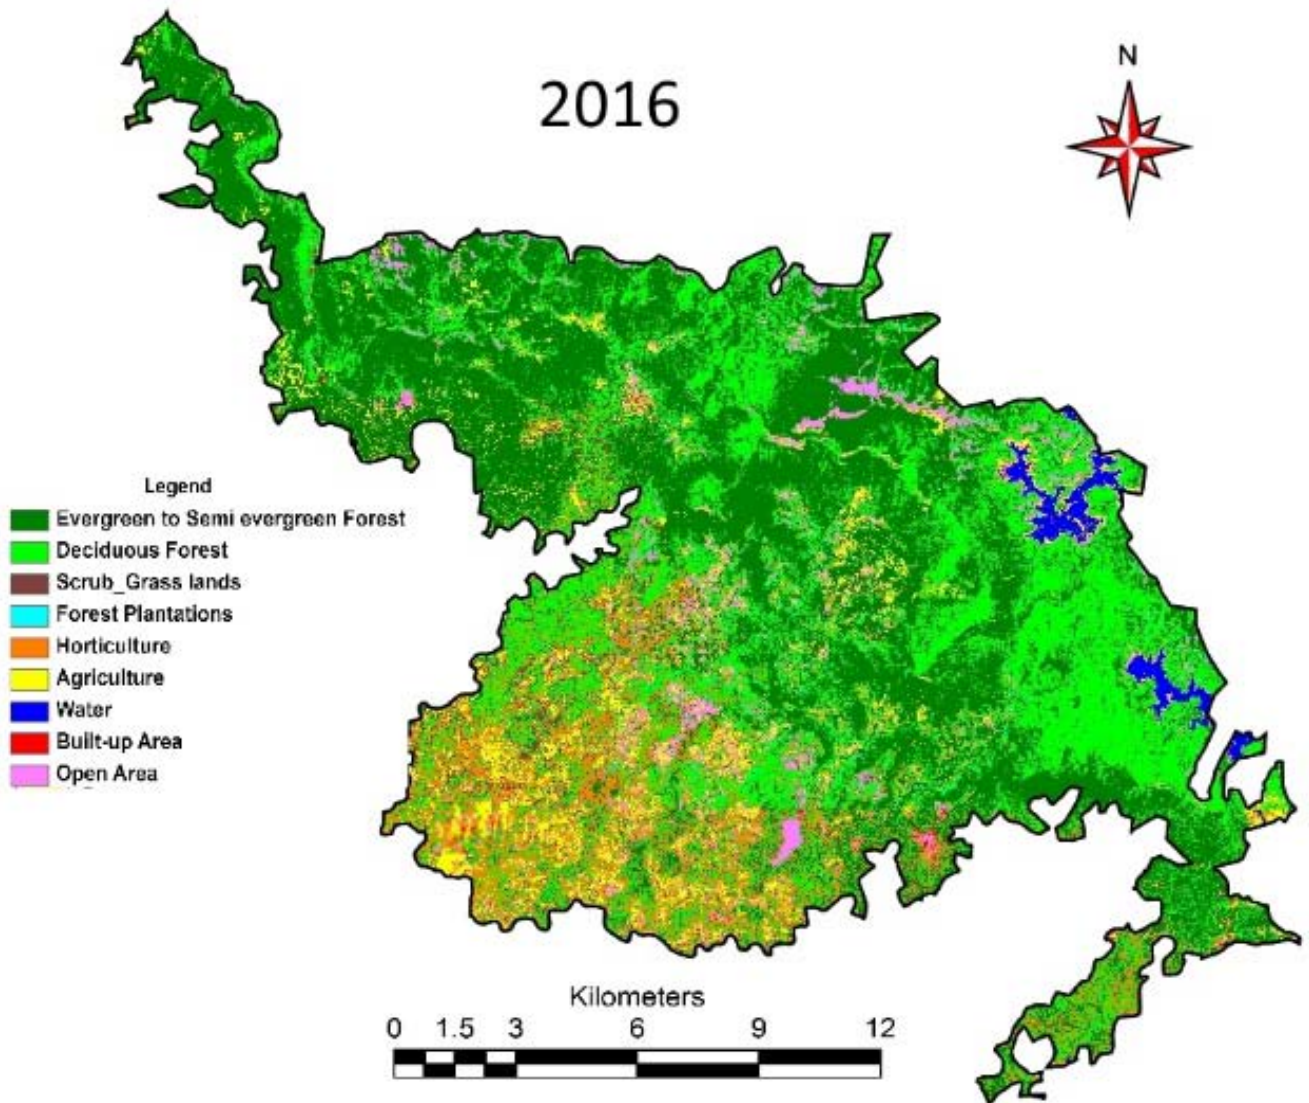 2016
N
Legend
Evergreen to Semi evergreen Forest
Deciduous Forest
Scrub_Grass lands
Forest Plantations
Horticulture
Agriculture
Water
Built-up Area
Open Area
Kilometers
0 1.5 3 6 9 12